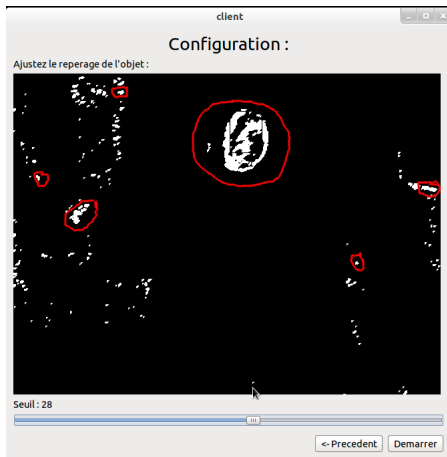 client
Configuration :
Ajustez le reperage de l'objet :
Seuil : 28
<- Precedent
Demarrer